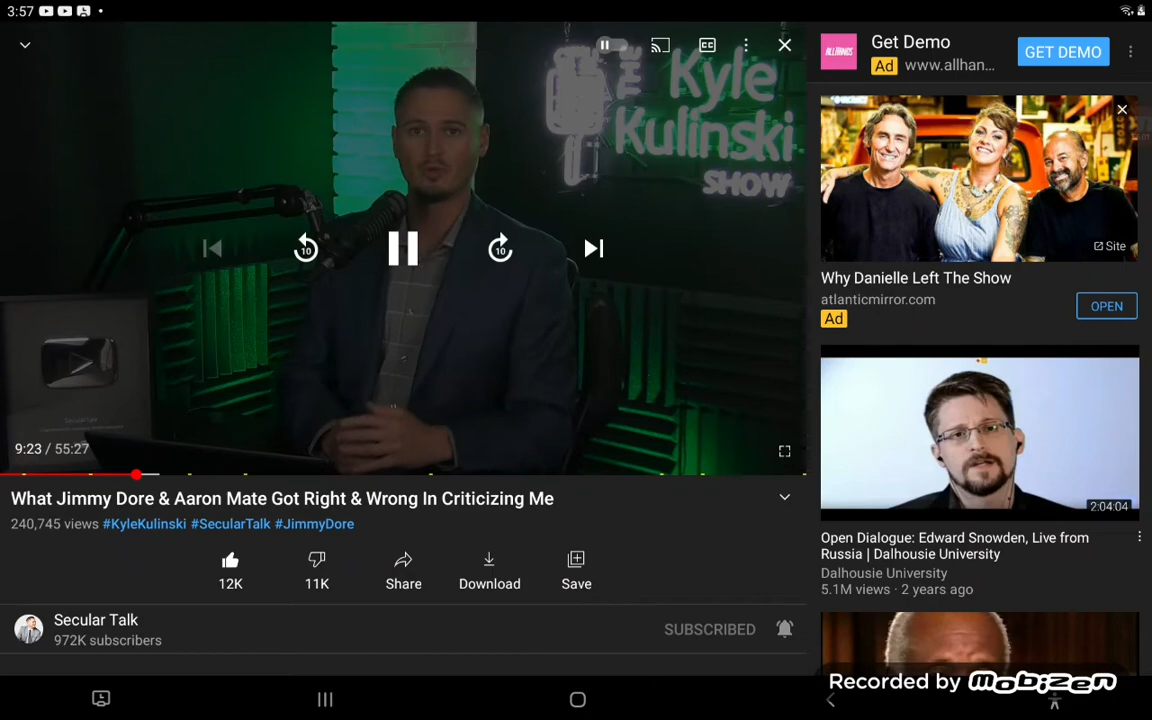 3:57
CC
Kyle
Kulinski
SHOW
10
10
9:23 / 55:27
What Jimmy Dore & Aaron Mate Got Right & Wrong In Criticizing Me
240,745 views #KyleKulinski #SecularTalk #JimmyDore
12K
11K
Share
Download
Save
Secular Talk
972K subscribers
SUBSCRIBED
ALLHANDS
Get Demo
Ad www.allhan...
GET DEMO
Site
Why Danielle Left The Show
atlanticmirror.com
Ad
OPEN
2:04:04
Open Dialogue: Edward Snowden, Live from
Russia | Dalhousie University
Dalhousie University
5.1M views · 2 years ago
Recorded by mobizen